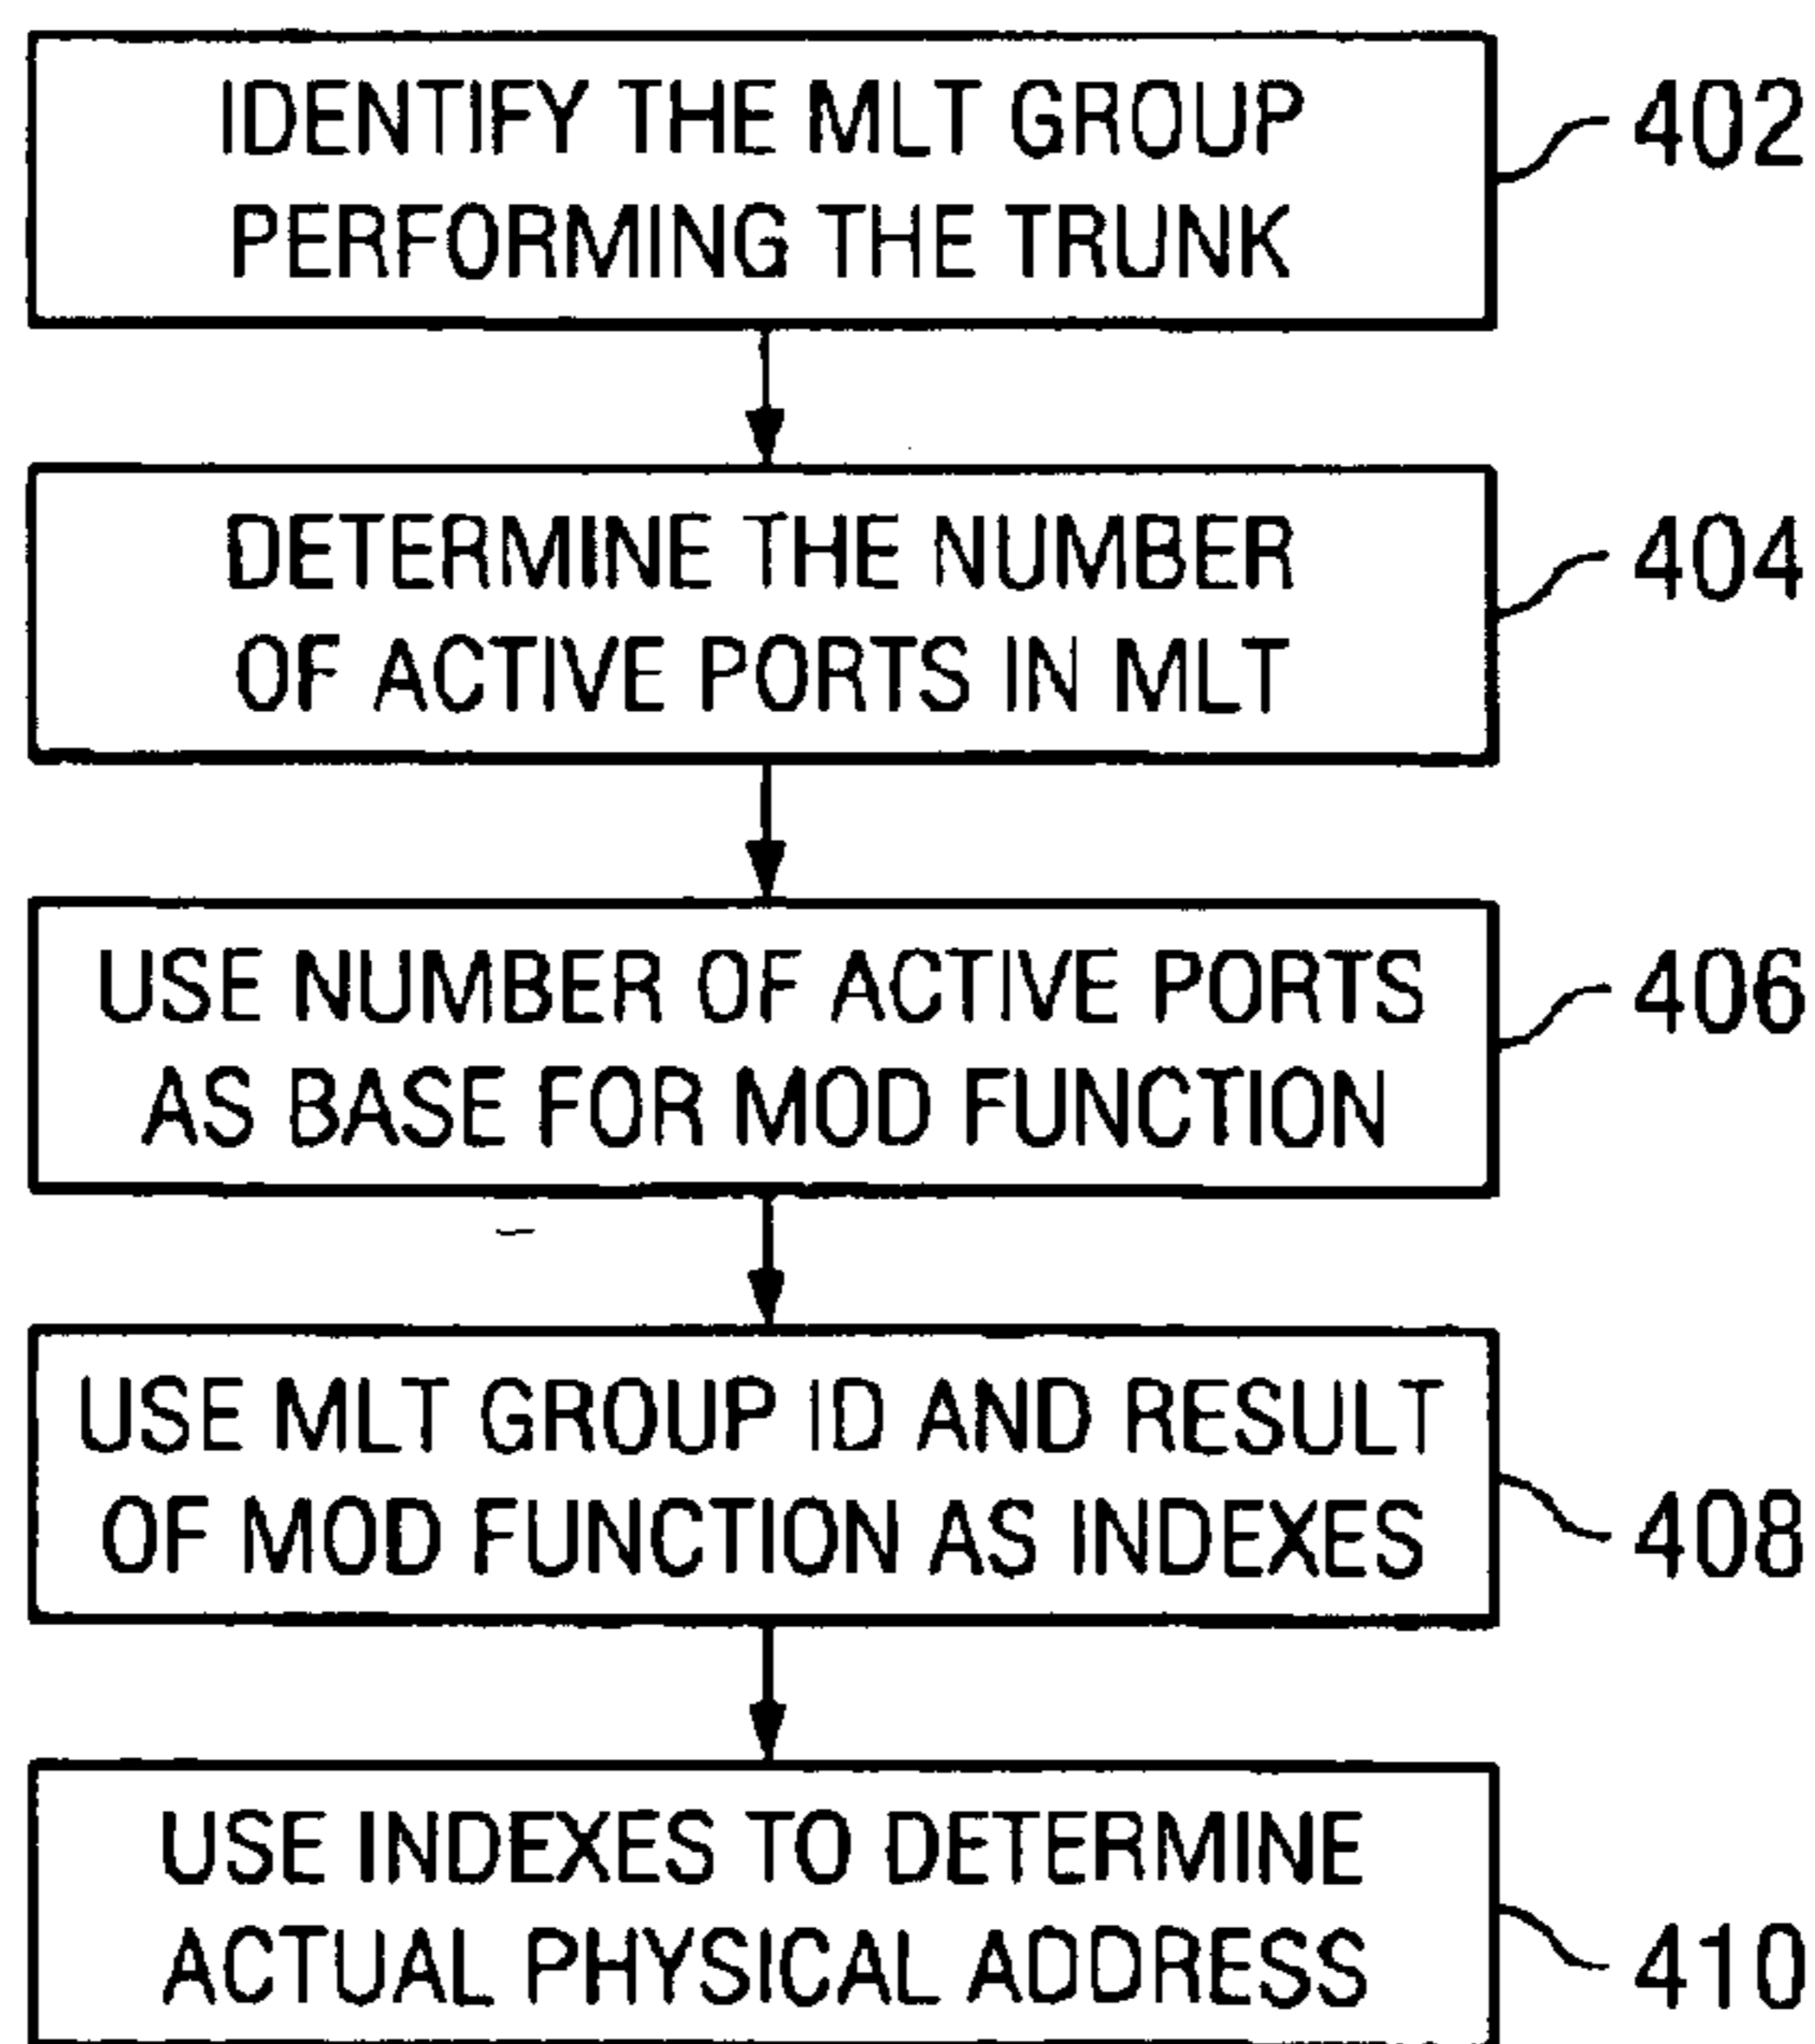 IDENTIFY THE MLT GROUP
PERFORMING THE TRUNK
402
DETERMINE THE NUMBER
OF ACTIVE PORTS IN MLT
404
USE NUMBER OF ACTIVE PORTS
AS BASE FOR MOD FUNCTION
406
USE MLT GROUP ID AND RESULT
OF MOD FUNCTION AS INDEXES
408
USE INDEXES TO DETERMINE
ACTUAL PHYSICAL ADDRESS
410